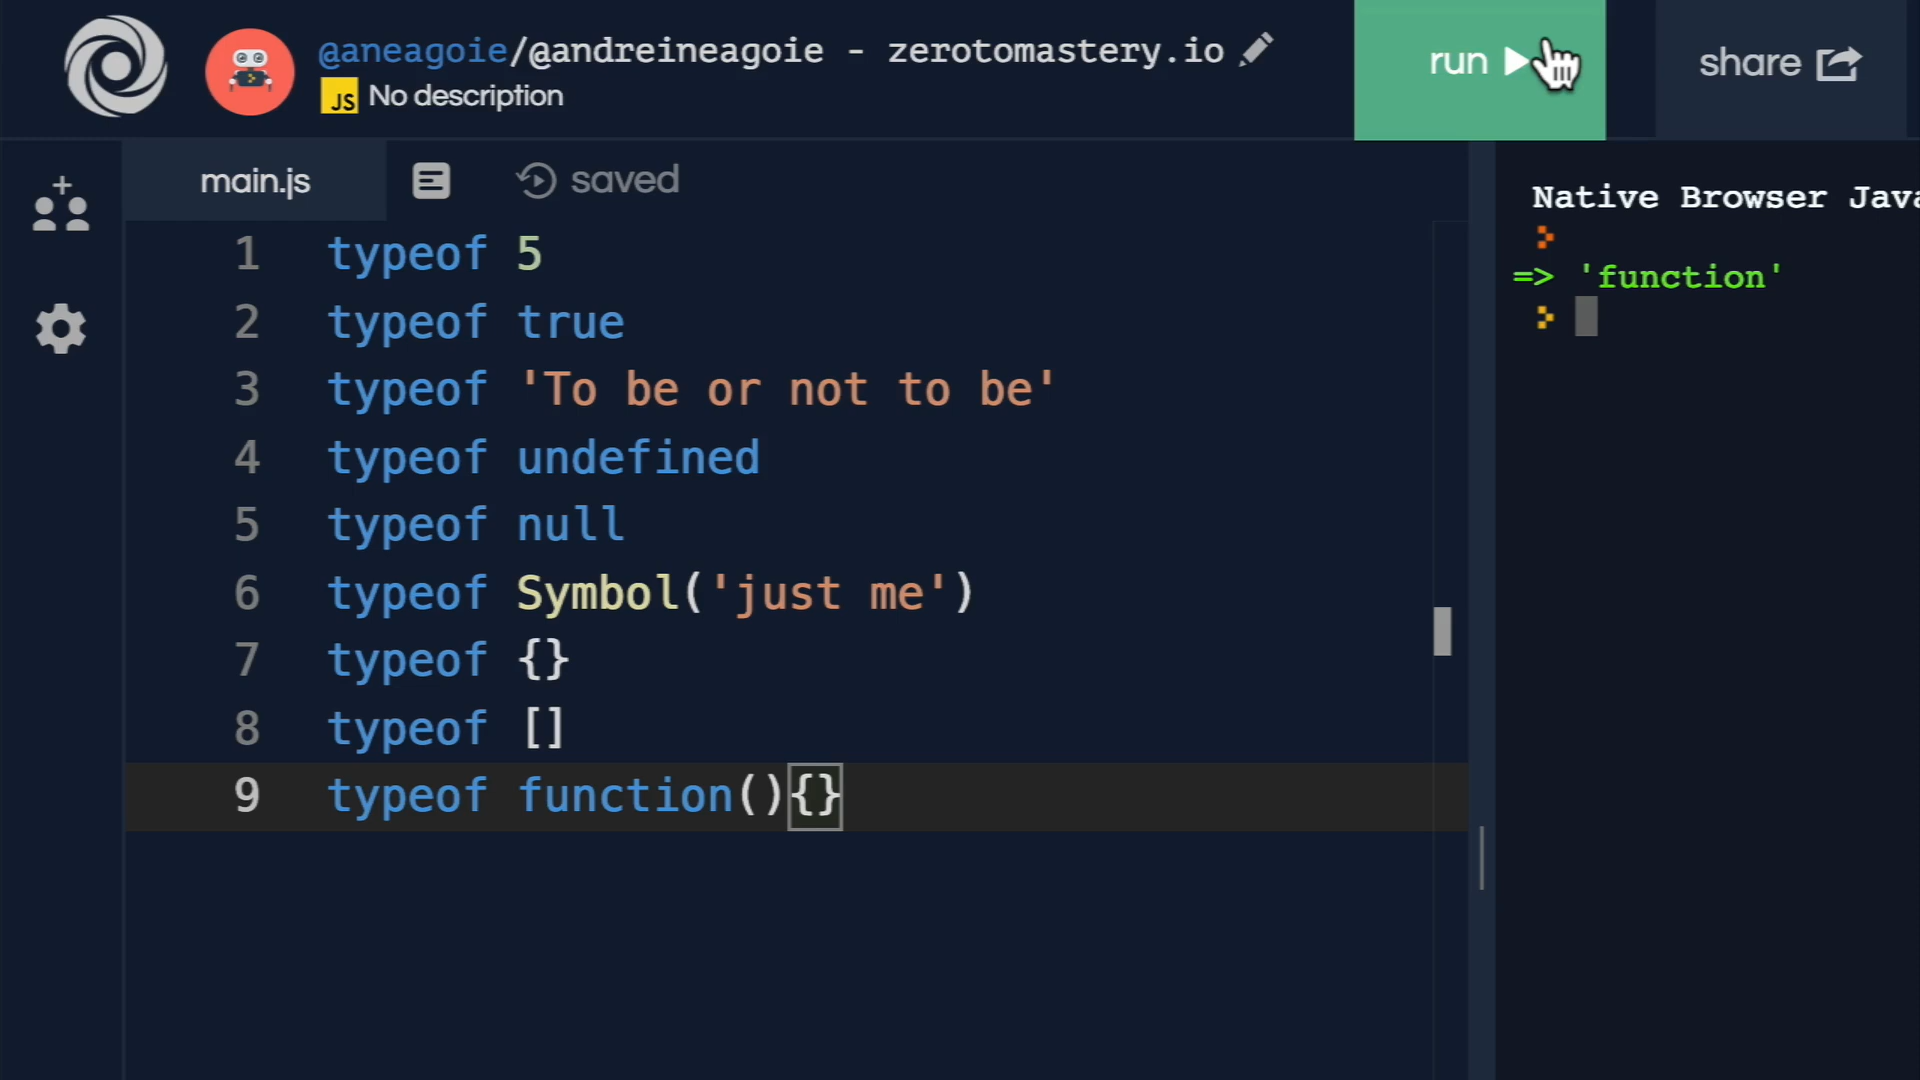 @aneagoie/@andreineagoie - zerotomastery.io
JS No description
run
share
main.js
saved
1 typeof 5
2 typeof true
3 typeof 'To be or not to be'
4 typeof undefined
5 typeof null
6 typeof Symbol('just me')
7 typeof {}
8 typeof []
9 typeof function(){}
Native Browser Java
=> 'function'